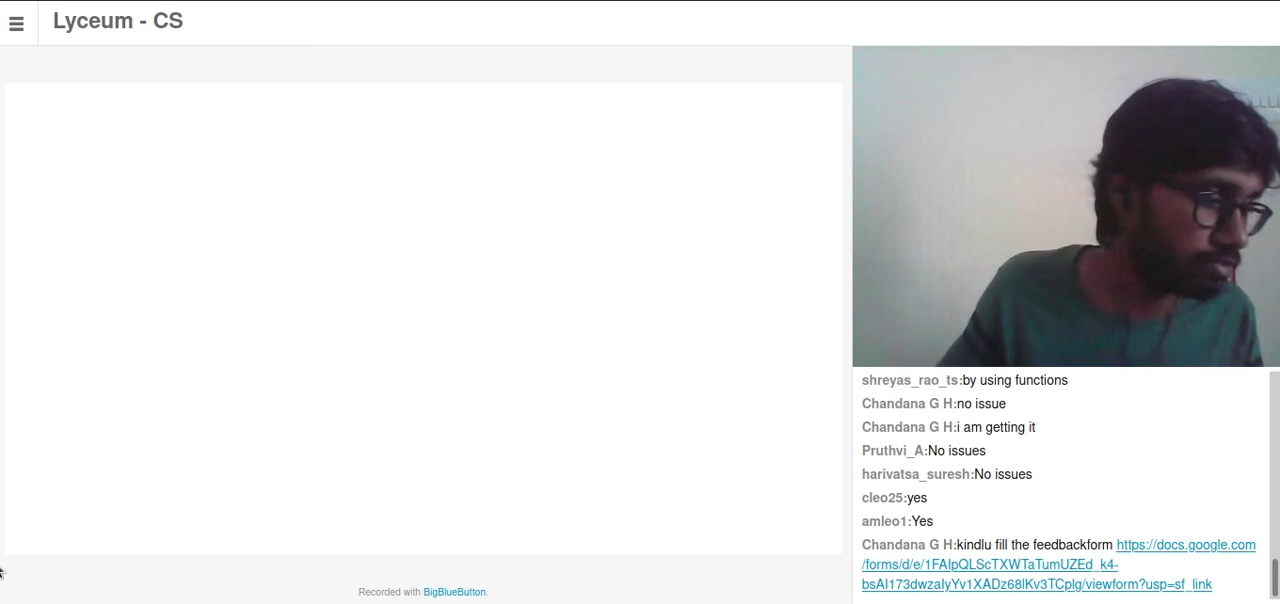 Lyceum - CS
shreyas_rao_ts:by using functions
Chandana G H:no issue
Chandana G H:i am getting it
Pruthvi_A:No issues
harivatsa_suresh:No issues
cleo25:yes
amleo1:Yes
Chandana G H:kindlu fill the feedbackform https://docs.google.com
/forms/d/e/1FAIpQLScTXWTaTumUZEd_k4-
bsAI173dwzaIyYv1XADz68lKv3TCplg/viewform?usp=sf_link
Recorded with BigBlueButton.